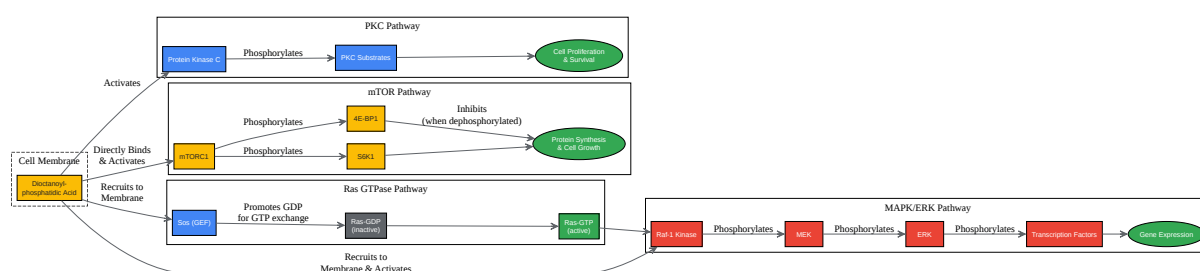 PKC Pathway
Protein Kinase C
Phosphorylates
PKC Substrates
Cell Proliferation
& Survival
Activates
mTOR Pathway
mTORC1
Phosphorylates
Phosphorylates
4E-BP1
S6K1
Inhibits
(when dephosphorylated)
Protein Synthesis
& Cell Growth
Cell Membrane
Dioctanoyl-
phosphatidic Acid
Directly Binds
& Activates
Recruits to
Membrane
Ras GTPase Pathway
Sos (GEF)
Promotes GDP
for GTP exchange
Ras-GDP
(inactive)
Ras-GTP
(active)
Recruits to
Membrane & Activates
MAPK/ERK Pathway
Raf-1 Kinase
Phosphorylates
MEK
Phosphorylates
ERK
Phosphorylates
Transcription Factors
Gene Expression